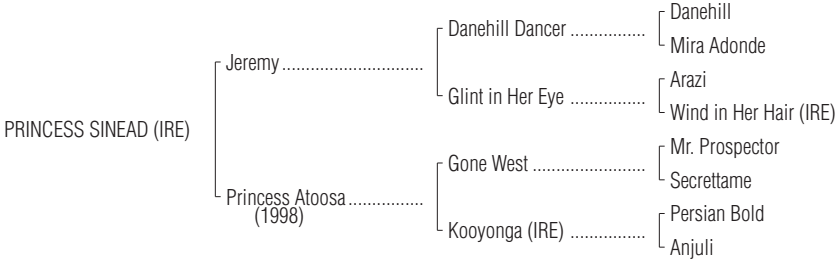 Danehill
Danehill Dancer ................
Mira Adonde
Jeremy .............................
Arazi
Glint in Her Eye ................
Wind in Her Hair (IRE)
PRINCESS SINEAD (IRE)
Mr. Prospector
Gone West .......................
Secrettame
Princess Atoosa ................
(1998)
Persian Bold
Kooyonga (IRE) ................
Anjuli